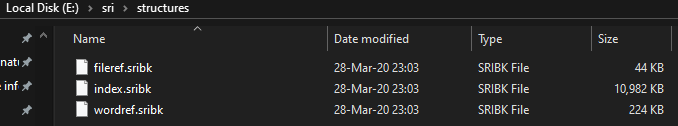 Local Disk (E:) > sri > structures
Name Date modified Type Size
fileref.sribk 28-Mar-20 23:03 SRIBK File 44 KB
index.sribk 28-Mar-20 23:03 SRIBK File 10,982 KB
wordref.sribk 28-Mar-20 23:03 SRIBK File 224 KB